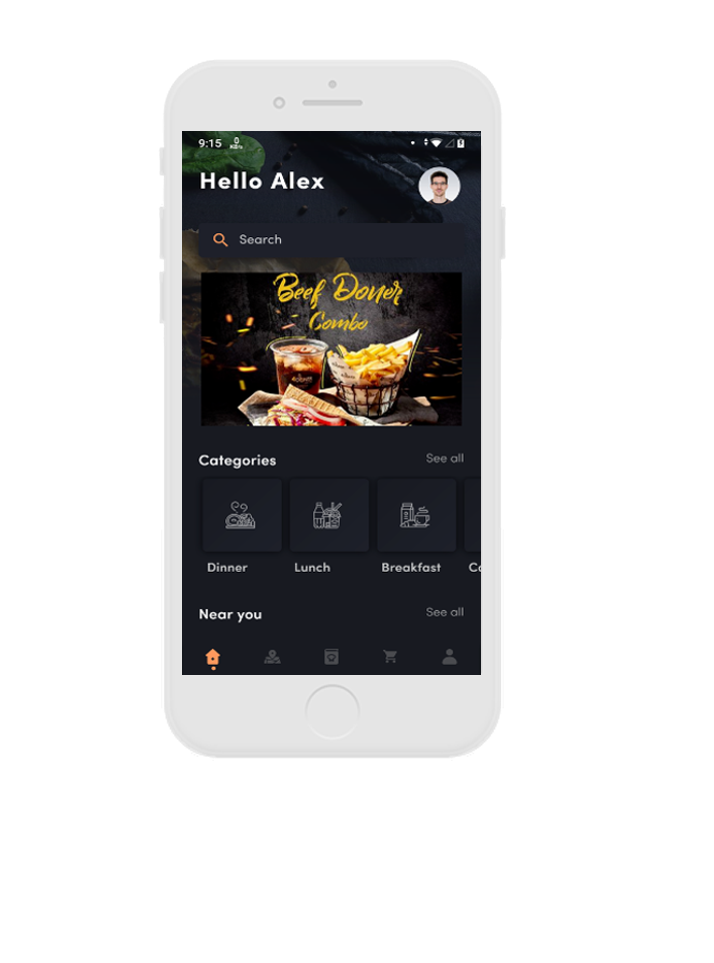 9:15
0
KB/s
Hello Alex
Search
Beef Doner
Combo
Categories
See all
Dinner
Lunch
Breakfast
Near you
See all